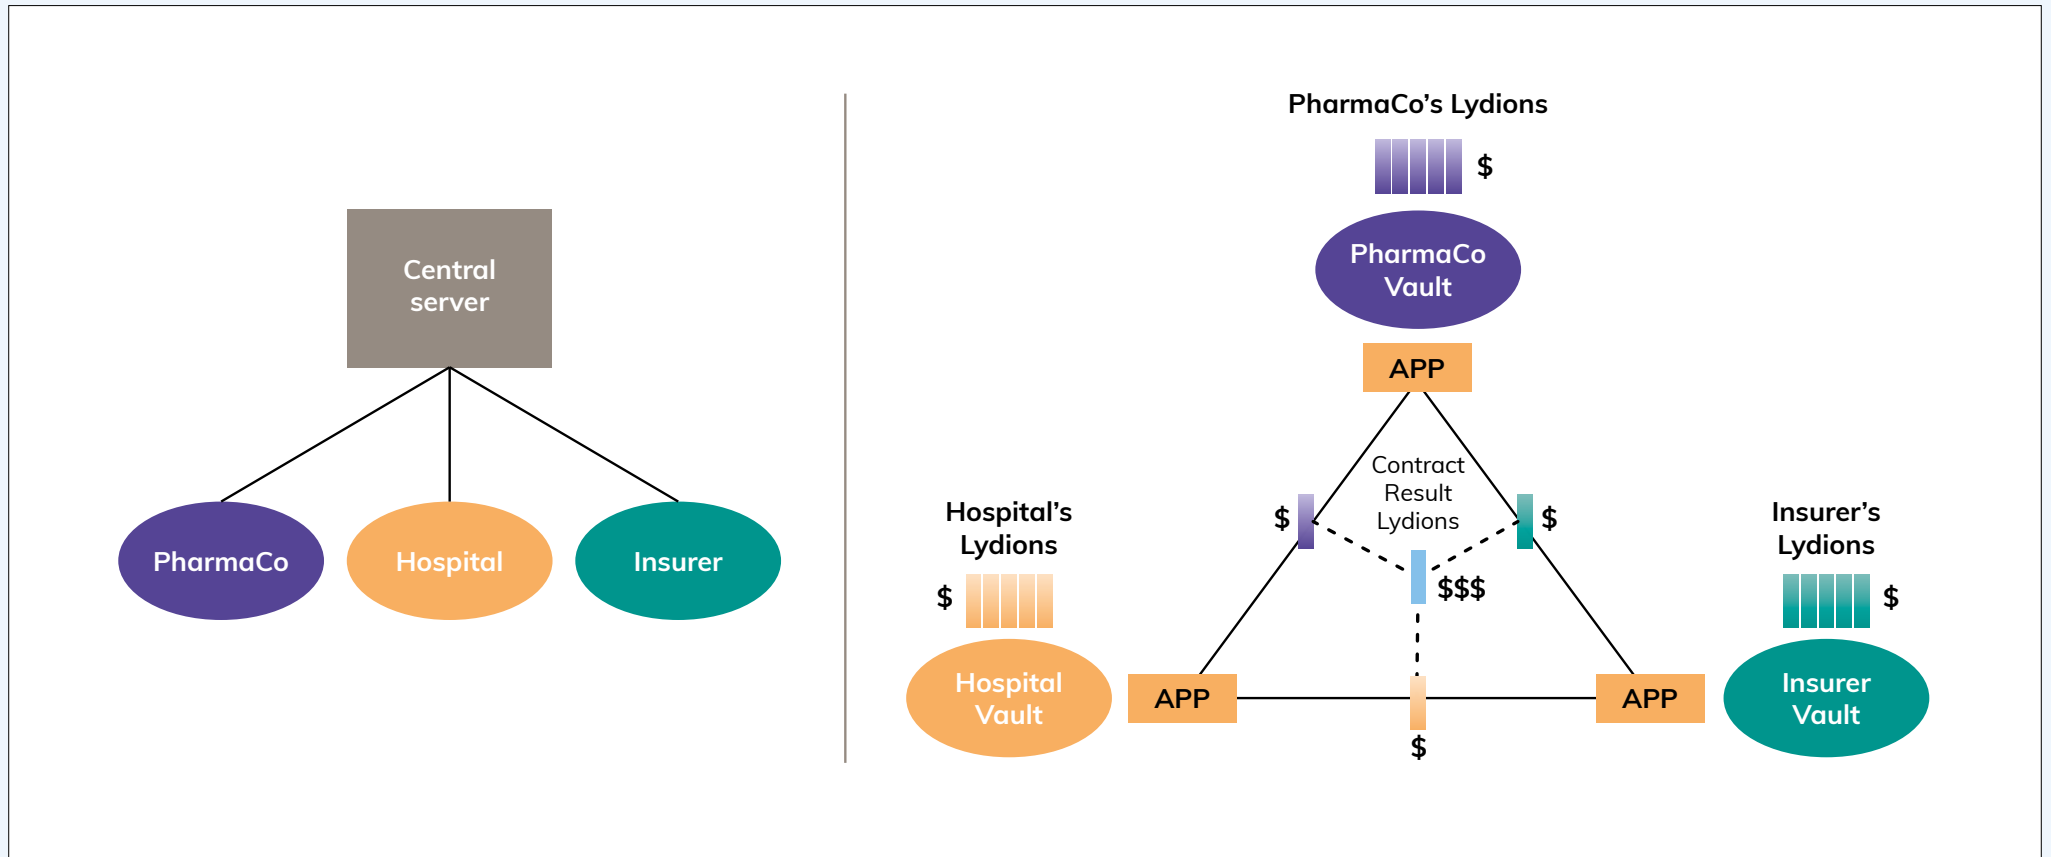 Central
server
PharmaCo
Hospital
Insurer
PharmaCo’s Lydions
$
PharmaCo
Vault
APP
Contract
Result
Lydions
$
$
$$$
Hospital’s
Lydions
$
Hospital
Vault
APP
$
APP
Insurer’s
Lydions
$
Insurer
Vault